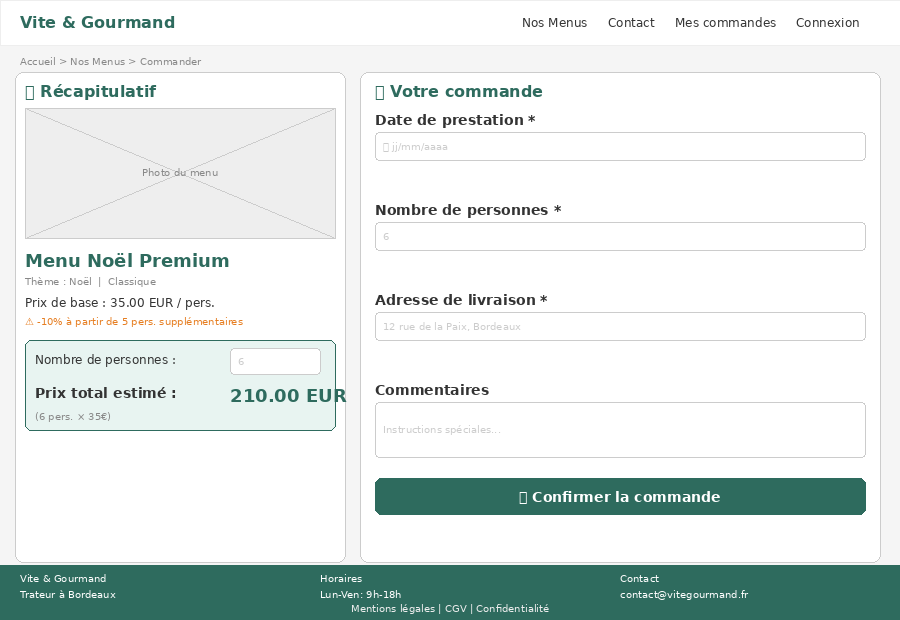 Vite & Gourmand
Nos Menus Contact Mes commandes Connexion
Accueil > Nos Menus > Commander
Récapitulatif
Photo du menu
Menu Noël Premium
Thème : Noël | Classique
Prix de base : 35.00 EUR / pers.
⚠ -10% à partir de 5 pers. supplémentaires
Nombre de personnes : 6
Prix total estimé : 210.00 EUR
(6 pers. × 35€)
Votre commande
Date de prestation *
jj/mm/aaaa
Nombre de personnes *
6
Adresse de livraison *
12 rue de la Paix, Bordeaux
Commentaires
Instructions spéciales...
Confirmer la commande
Vite & Gourmand
Traiteur à Bordeaux
Horaires
Lun-Ven: 9h-18h
Contact
contact@vitegourmand.fr
Mentions légales | CGV | Confidentialité